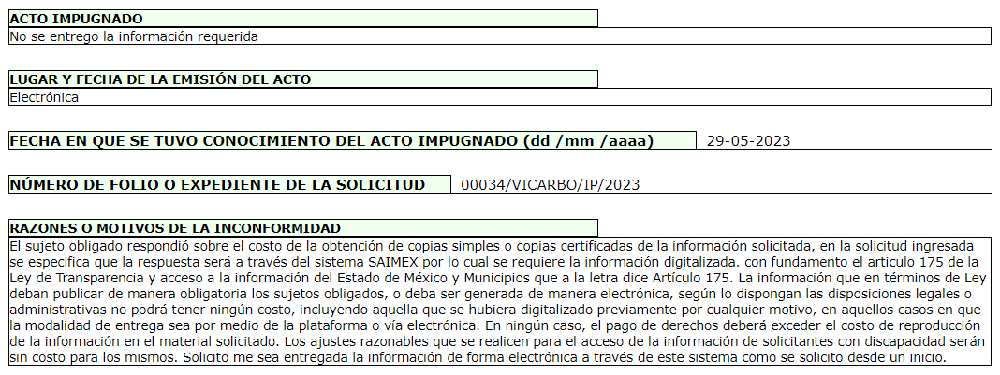 ACTO IMPUGNADO
No se entrego la información requerida
LUGAR Y FECHA DE LA EMISIÓN DEL ACTO
Electrónica
FECHA EN QUE SE TUVO CONOCIMIENTO DEL ACTO IMPUGNADO (dd /mm /aaaa) 29-05-2023
NÚMERO DE FOLIO O EXPEDIENTE DE LA SOLICITUD 00034/VICARBO/IP/2023
RAZONES O MOTIVOS DE LA INCONFORMIDAD
El sujeto obligado respondió sobre el costo de la obtención de copias simples o copias certificadas de la información solicitada, en la solicitud ingresada
se especifica que la respuesta será a través del sistema SAIMEX por lo cual se requiere la información digitalizada. con fundamento el articulo 175 de la
Ley de Transparencia y acceso a la información del Estado de México y Municipios que a la letra dice Artículo 175. La información que en términos de Ley
deban publicar de manera obligatoria los sujetos obligados, o deba ser generada de manera electrónica, según lo dispongan las disposiciones legales o
administrativas no podrá tener ningún costo, incluyendo aquella que se hubiera digitalizado previamente por cualquier motivo, en aquellos casos en que
la modalidad de entrega sea por medio de la plataforma o vía electrónica. En ningún caso, el pago de derechos deberá exceder el costo de reproducción
de la información en el material solicitado. Los ajustes razonables que se realicen para el acceso de la información de solicitantes con discapacidad serán
sin costo para los mismos. Solicito me sea entregada la información de forma electrónica a través de este sistema como se solicito desde un inicio.